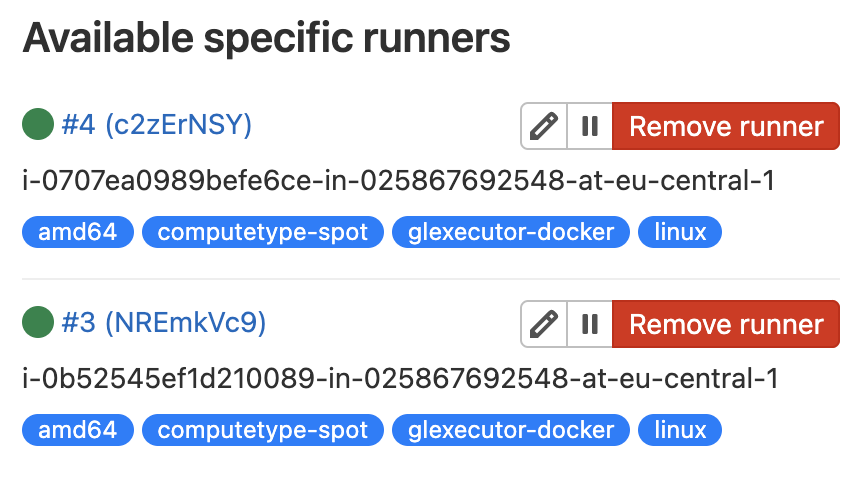 Available specific runners
#4 (c2zErNSY) Remove runner
i-0707ea0989befe6ce-in-025867692548-at-eu-central-1
amd64 computetype-spot glexecutor-docker linux
#3 (NREmkVc9) Remove runner
i-0b52545ef1d210089-in-025867692548-at-eu-central-1
amd64 computetype-spot glexecutor-docker linux